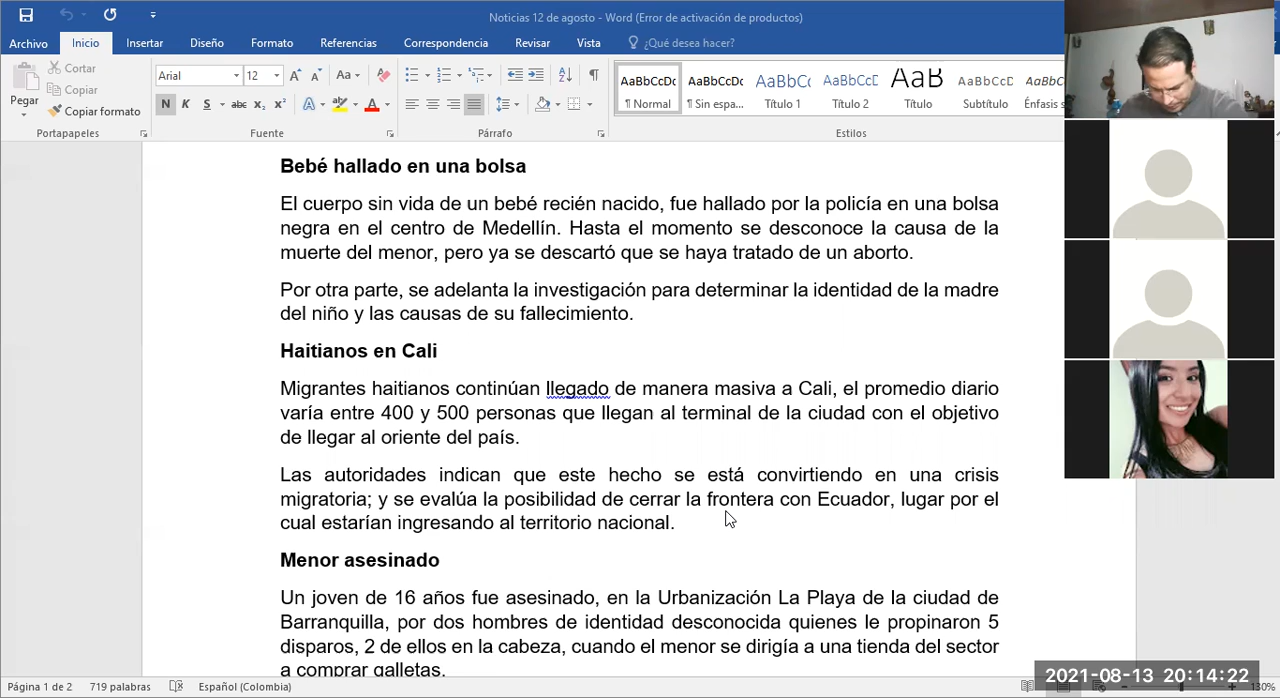 Noticias 12 de agosto - Word (Error de activación de productos)
Archivo Inicio Insertar Diseño Formato Referencias Correspondencia Revisar Vista ¿Qué desea hacer?
Cortar
Copiar
Copiar formato
Pegar
Portapapeles
Arial 12 Aa
N K S abc x₂ x² A A
Fuente
Párrafo
AaBbCcDc AaBbCcDc AaBbCc AaBbCcD AaB AaBbCcD AaBbCc
¶ Normal ¶ Sin espa... Título 1 Título 2 Título Subtítulo Énfasis s
Estilos
Bebé hallado en una bolsa
El cuerpo sin vida de un bebé recién nacido, fue hallado por la policía en una bolsa
negra en el centro de Medellín. Hasta el momento se desconoce la causa de la
muerte del menor, pero ya se descartó que se haya tratado de un aborto.
Por otra parte, se adelanta la investigación para determinar la identidad de la madre
del niño y las causas de su fallecimiento.
Haitianos en Cali
Migrantes haitianos continúan llegado de manera masiva a Cali, el promedio diario
varía entre 400 y 500 personas que llegan al terminal de la ciudad con el objetivo
de llegar al oriente del país.
Las autoridades indican que este hecho se está convirtiendo en una crisis
migratoria; y se evalúa la posibilidad de cerrar la frontera con Ecuador, lugar por el
cual estarían ingresando al territorio nacional.
Menor asesinado
Un joven de 16 años fue asesinado, en la Urbanización La Playa de la ciudad de
Barranquilla, por dos hombres de identidad desconocida quienes le propinaron 5
disparos, 2 de ellos en la cabeza, cuando el menor se dirigía a una tienda del sector
a comprar galletas.
Página 1 de 2 719 palabras Español (Colombia) 130%
2021-08-13 20:14:22